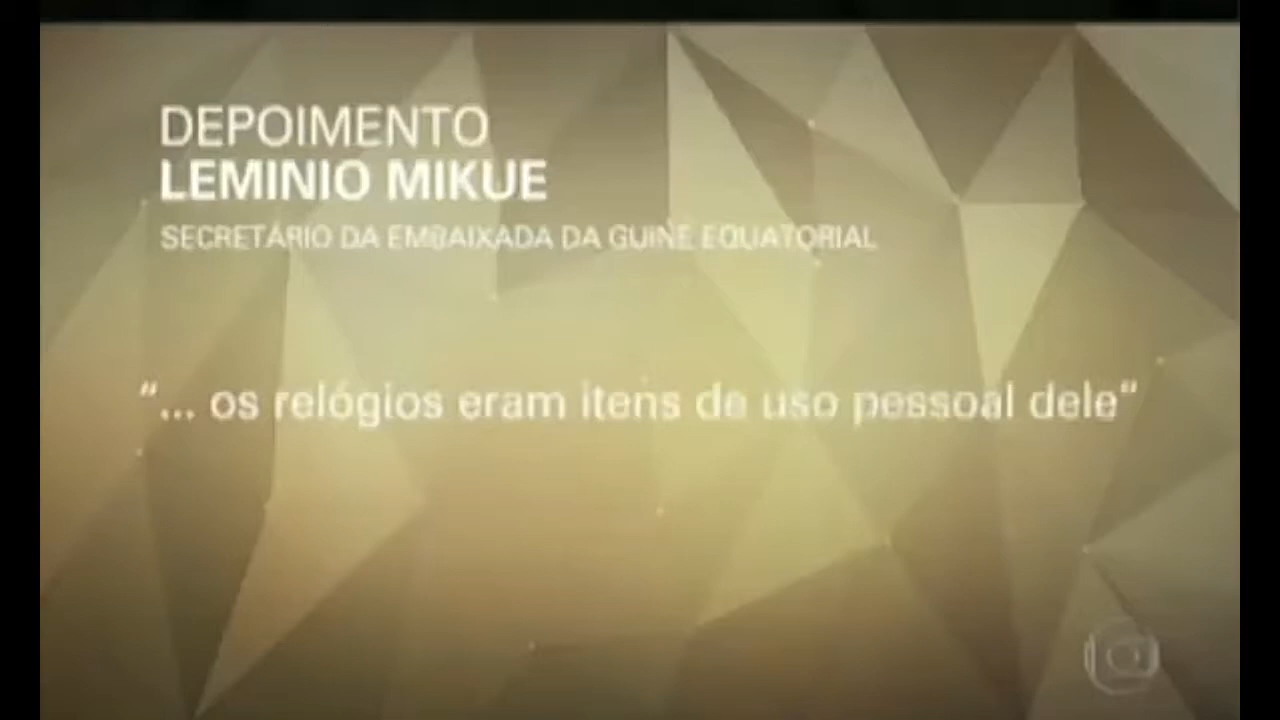 DEPOIMENTO
LEMINIO MIKUE
SECRETÁRIO DA EMBAIXADA DA GUINÉ EQUATORIAL
“... os relógios eram itens de uso pessoal dele“